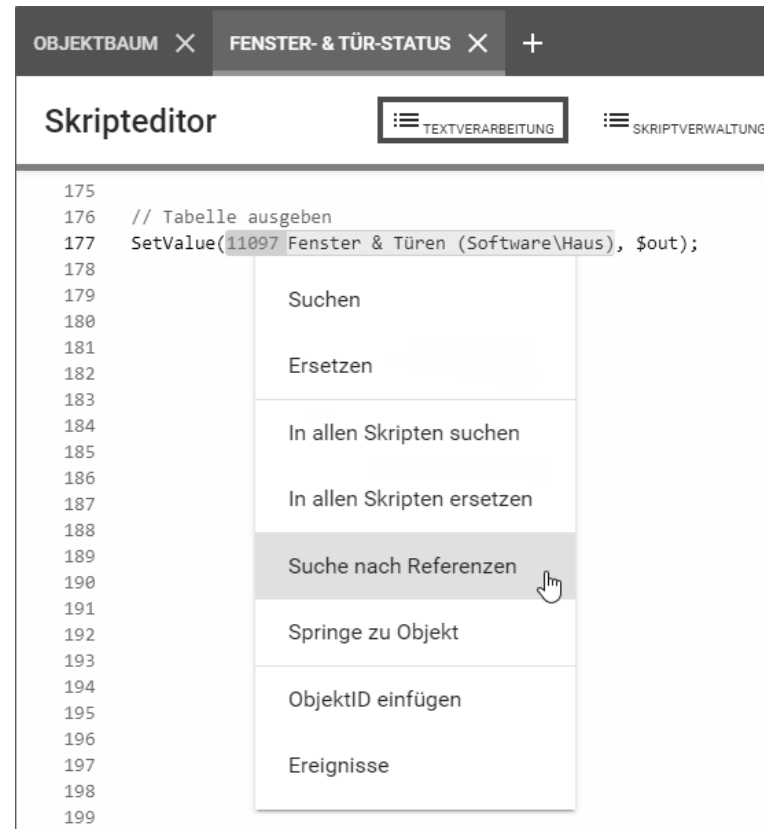 OBJEKTBAUM FENSTER- & TÜR-STATUS
Skripteditor TEXTVERARBEITUNG SKRIPTVERWALTUNG
175
176 // Tabelle ausgeben
177 SetValue(11097 Fenster & Türen (Software\Haus), $out);
178
179 Suchen
180
181
182 Ersetzen
183
184 In allen Skripten suchen
185
186
187 In allen Skripten ersetzen
188
189 Suche nach Referenzen
190
191
192 Springe zu Objekt
193
194 ObjektID einfügen
195
196
197 Ereignisse
198
199